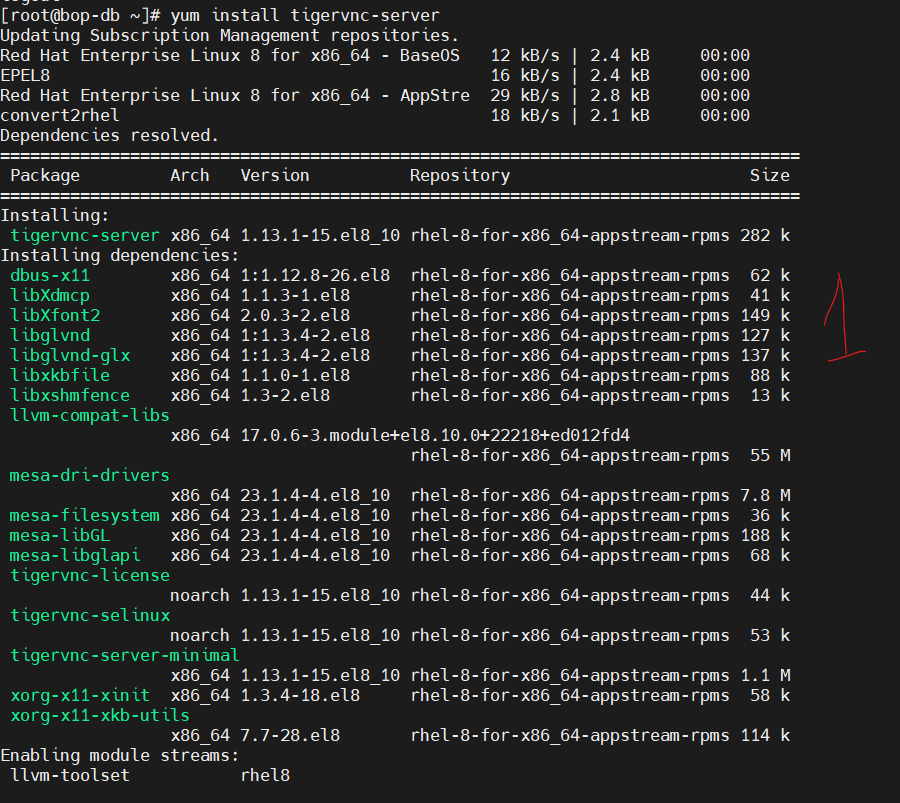 [root@bop-db ~]# yum install tigervnc-server
Updating Subscription Management repositories.
Red Hat Enterprise Linux 8 for x86_64 - BaseOS   12 kB/s | 2.4 kB     00:00
EPEL8                                            16 kB/s | 2.4 kB     00:00
Red Hat Enterprise Linux 8 for x86_64 - AppStre  29 kB/s | 2.8 kB     00:00
convert2rhel                                     18 kB/s | 2.1 kB     00:00
Dependencies resolved.
================================================================================
 Package         Arch   Version          Repository                        Size
================================================================================
Installing:
 tigervnc-server x86_64 1.13.1-15.el8_10 rhel-8-for-x86_64-appstream-rpms 282 k
Installing dependencies:
 dbus-x11        x86_64 1:1.12.8-26.el8  rhel-8-for-x86_64-appstream-rpms  62 k
 libXdmcp        x86_64 1.1.3-1.el8      rhel-8-for-x86_64-appstream-rpms  41 k
 libXfont2       x86_64 2.0.3-2.el8      rhel-8-for-x86_64-appstream-rpms 149 k
 libglvnd        x86_64 1:1.3.4-2.el8    rhel-8-for-x86_64-appstream-rpms 127 k
 libglvnd-glx    x86_64 1:1.3.4-2.el8    rhel-8-for-x86_64-appstream-rpms 137 k
 libxkbfile      x86_64 1.1.0-1.el8      rhel-8-for-x86_64-appstream-rpms  88 k
 libxshmfence    x86_64 1.3-2.el8        rhel-8-for-x86_64-appstream-rpms  13 k
 llvm-compat-libs
                 x86_64 17.0.6-3.module+el8.10.0+22218+ed012fd4
                                         rhel-8-for-x86_64-appstream-rpms  55 M
 mesa-dri-drivers
                 x86_64 23.1.4-4.el8_10  rhel-8-for-x86_64-appstream-rpms 7.8 M
 mesa-filesystem x86_64 23.1.4-4.el8_10  rhel-8-for-x86_64-appstream-rpms  36 k
 mesa-libGL      x86_64 23.1.4-4.el8_10  rhel-8-for-x86_64-appstream-rpms 188 k
 mesa-libglapi   x86_64 23.1.4-4.el8_10  rhel-8-for-x86_64-appstream-rpms  68 k
 tigervnc-license
                 noarch 1.13.1-15.el8_10 rhel-8-for-x86_64-appstream-rpms  44 k
 tigervnc-selinux
                 noarch 1.13.1-15.el8_10 rhel-8-for-x86_64-appstream-rpms  53 k
 tigervnc-server-minimal
                 x86_64 1.13.1-15.el8_10 rhel-8-for-x86_64-appstream-rpms 1.1 M
 xorg-x11-xinit  x86_64 1.3.4-18.el8     rhel-8-for-x86_64-appstream-rpms  58 k
 xorg-x11-xkb-utils
                 x86_64 7.7-28.el8       rhel-8-for-x86_64-appstream-rpms 114 k
Enabling module streams:
 llvm-toolset           rhel8
1